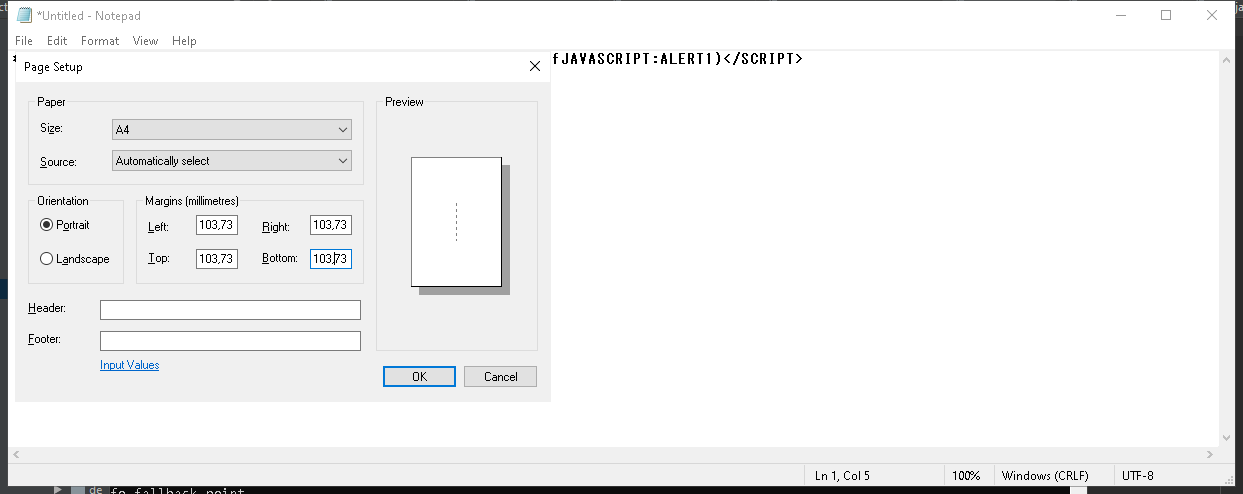 *Untitled - Notepad
File Edit Format View Help
fJAVASCRIPT:ALERT1)</SCRIPT>
Page Setup
Paper
Size: A4
Source: Automatically select
Preview
Orientation
Portrait
Landscape
Margins (millimetres)
Left: 103,73 Right: 103,73
Top: 103,73 Bottom: 103,73
Header:
Footer:
Input Values
OK Cancel
Ln 1, Col 5 100% Windows (CRLF) UTF-8